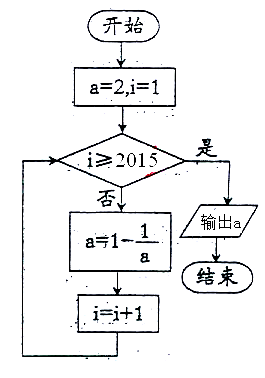 开始
a=2,i=1
i≥2015
是
否
a=1-1/a
输出a
i=i+1
结束